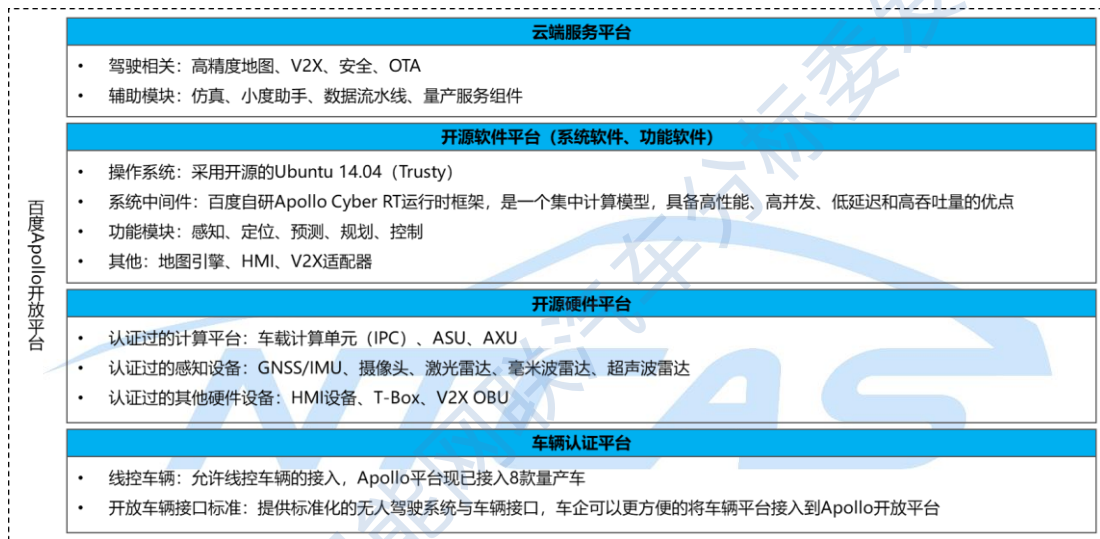 百度Apollo开放平台
云端服务平台
• 驾驶相关：高精度地图、V2X、安全、OTA
• 辅助模块：仿真、小度助手、数据流水线、量产服务组件
开源软件平台（系统软件、功能软件）
• 操作系统：采用开源的Ubuntu 14.04（Trusty）
• 系统中间件：百度自研Apollo Cyber RT运行时框架，是一个集中计算模型，具备高性能、高并发、低延迟和高吞吐量的优点
• 功能模块：感知、定位、预测、规划、控制
• 其他：地图引擎、HMI、V2X适配器
开源硬件平台
• 认证过的计算平台：车载计算单元（IPC）、ASU、AXU
• 认证过的感知设备：GNSS/IMU、摄像头、激光雷达、毫米波雷达、超声波雷达
• 认证过的其他硬件设备：HMI设备、T-Box、V2X OBU
车辆认证平台
• 线控车辆：允许线控车辆的接入，Apollo平台现已接入8款量产车
• 开放车辆接口标准：提供标准化的无人驾驶系统与车辆接口，车企可以更方便的将车辆平台接入到Apollo开放平台
能网联汽车分标委